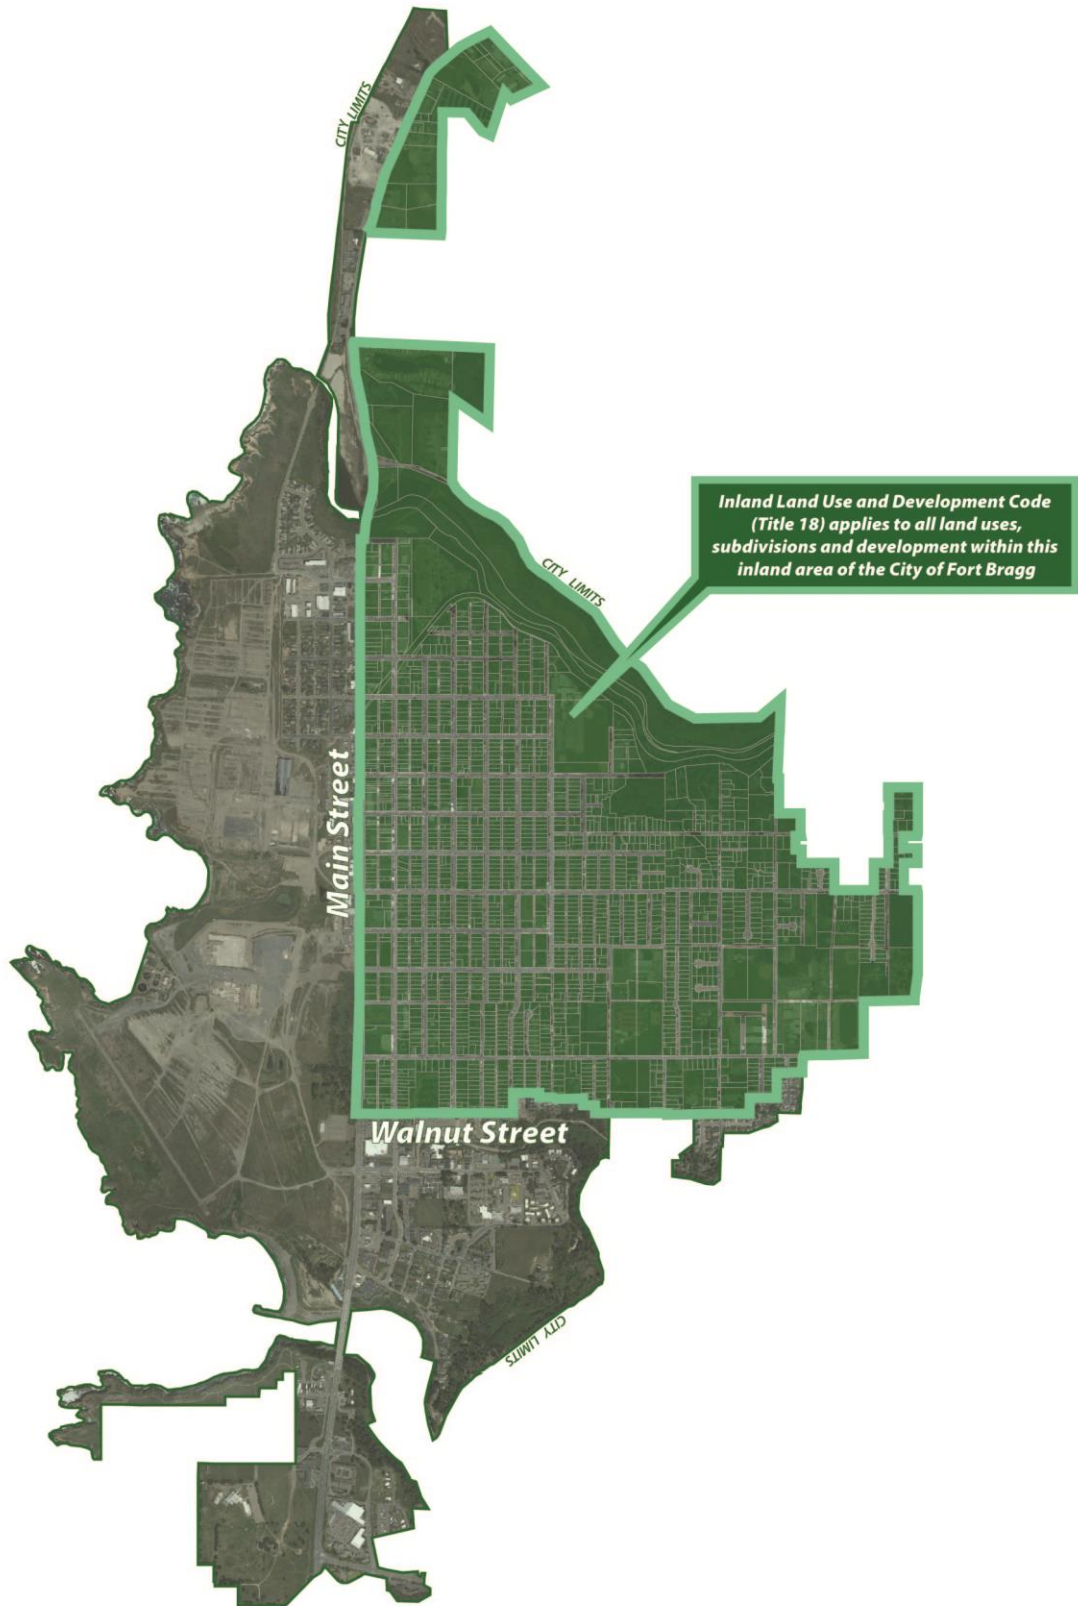 CITY LIMITS
Inland Land Use and Development Code
(Title 18) applies to all land uses,
subdivisions and development within this
inland area of the City of Fort Bragg
CITY LIMITS
Main Street
Walnut Street
CITY LIMITS